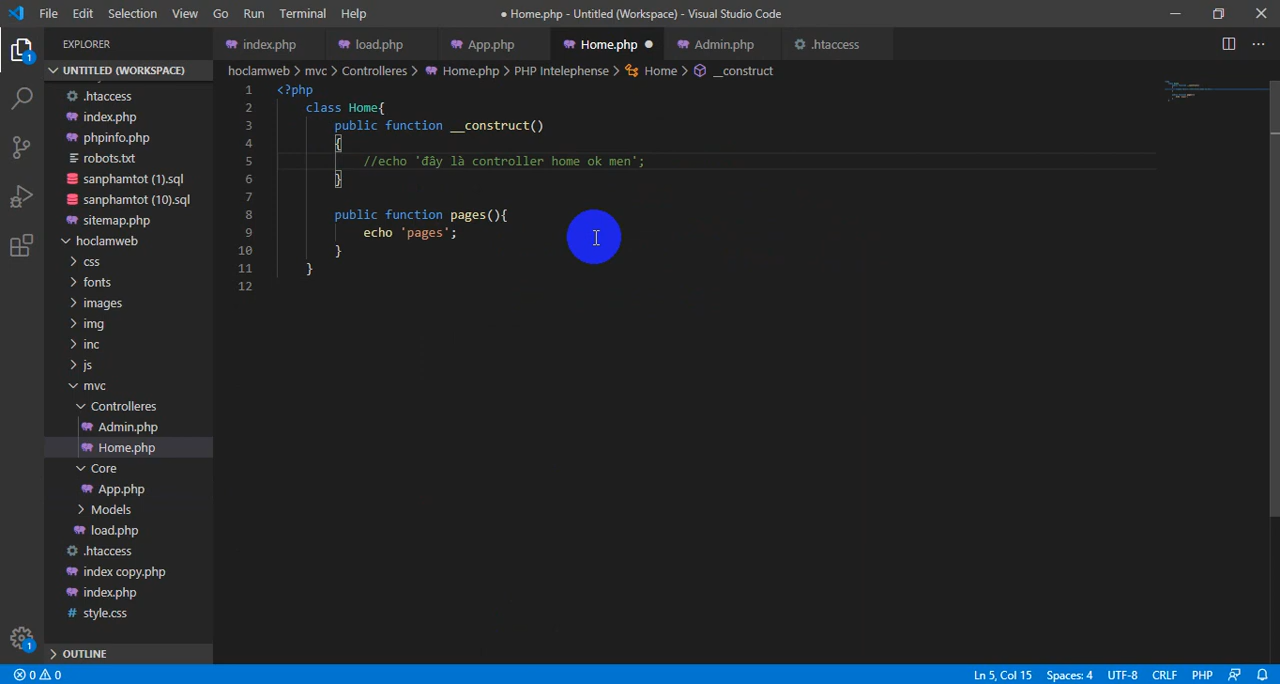 File Edit Selection View Go Run Terminal Help
● Home.php - Untitled (Workspace) - Visual Studio Code
EXPLORER
index.php load.php App.php Home.php ● Admin.php .htaccess
UNTITLED (WORKSPACE)
hoclamweb > mvc > Controlleres > Home.php > PHP Intelephense > Home > __construct
.htaccess
index.php
phpinfo.php
robots.txt
sanphamtot (1).sql
sanphamtot (10).sql
sitemap.php
hoclamweb
css
fonts
images
img
inc
js
mvc
Controlleres
Admin.php
Home.php
Core
App.php
Models
load.php
.htaccess
index copy.php
index.php
style.css
OUTLINE
1 <?php
2 class Home{
3 public function __construct()
4 {
5 //echo 'đây là controller home ok men';
6 }
7
8 public function pages(){
9 echo 'pages';
10 }
11 }
12
1
1
0 0
Ln 5, Col 15 Spaces: 4 UTF-8 CRLF PHP